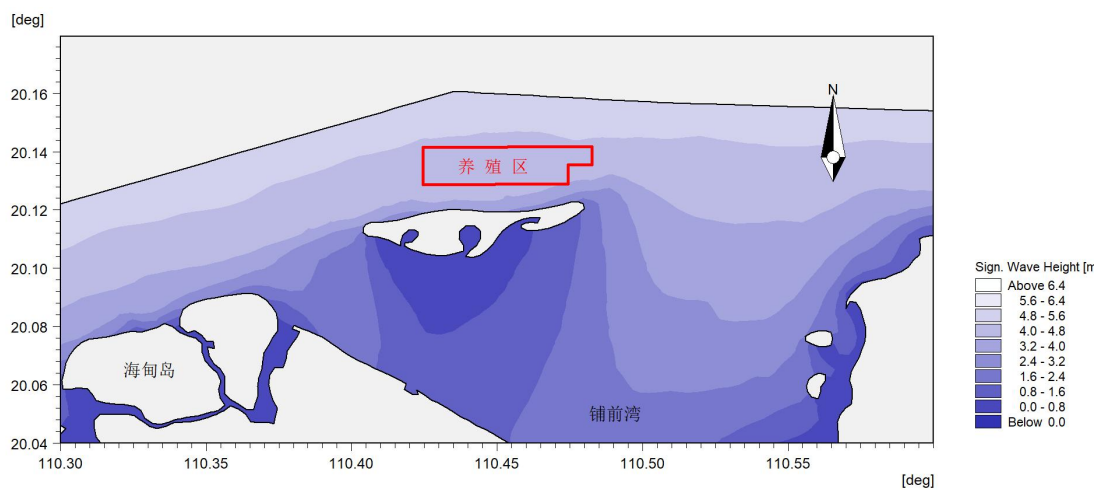 [deg]
20.16
20.14
20.12
20.10
20.08
20.06
20.04
110.30
110.35
110.40
110.45
110.50
110.55
[deg]
养殖区
N
海甸岛
铺前湾
Sign. Wave Height [m
Above 6.4
5.6 - 6.4
4.8 - 5.6
4.0 - 4.8
3.2 - 4.0
2.4 - 3.2
1.6 - 2.4
0.8 - 1.6
0.0 - 0.8
Below 0.0